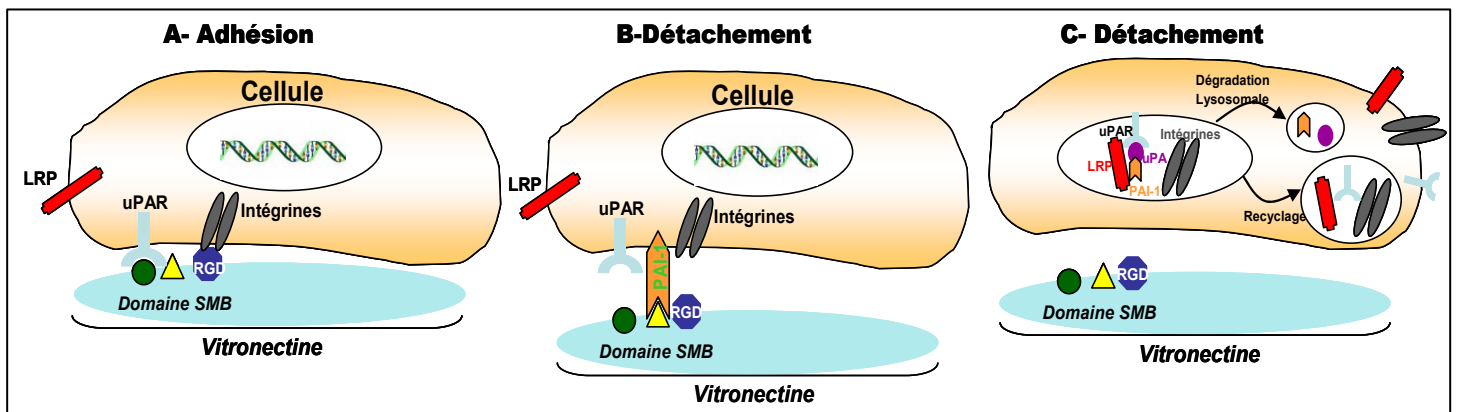 A- Adhésion
Cellule
LRP
uPAR
Intégrines
RGD
Domaine SMB
Vitronectine
B-Détachement
Cellule
LRP
uPAR
Intégrines
PAI-1
RGD
Domaine SMB
Vitronectine
C- Détachement
Dégradation
Lysosomale
uPAR
Intégrines
uPA
LRP
PAI-1
Recyclage
RGD
Domaine SMB
Vitronectine